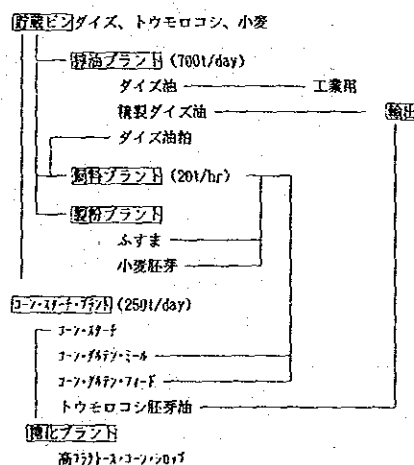 貯蔵ビン ダイズ、トウモロコシ、小麦
搾油プラント (700t/day)
ダイズ油 工業用
精製ダイズ油 輸出
ダイズ油粕
飼料プラント (20t/hr)
製粉プラント
ふすま
小麦胚芽
コーン・スターチ・プラント (250t/day)
コーン・スターチ
コーン・グルテン・ミール
コーン・グルテン・フィード
トウモロコシ胚芽油
糖化プラント
高フラクトース・コーン・シロップ